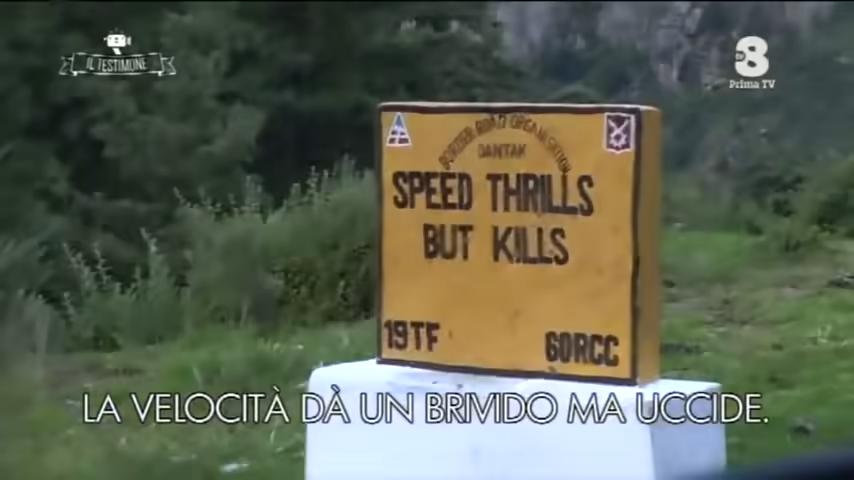 IL TESTIMONE
8
Prima TV
BORDER ROAD ORGANISATION
DANTAK
SPEED THRILLS
BUT KILLS
19TF
60RCC
LA VELOCITÀ DÀ UN BRIVIDO MA UCCIDE.